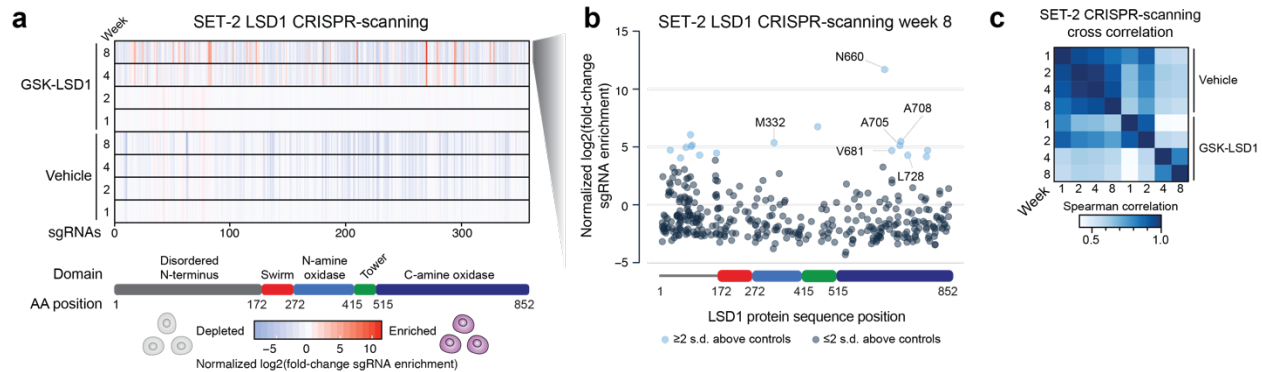 a
SET-2 LSD1 CRISPR-scanning
Week
GSK-LSD1
8
4
2
1
Vehicle
8
4
2
1
sgRNAs
0 100 200 300
Domain
Disordered
N-terminus
Swirm
N-amine
oxidase
Tower
C-amine oxidase
AA position
1 172 272 415 515 852
Depleted
Enriched
−5 0 5 10
Normalized log2(fold-change sgRNA enrichment)
b
SET-2 LSD1 CRISPR-scanning week 8
Normalized log2(fold-change
sgRNA enrichment)
15
10
5
0
−5
N660
M332
A705
A708
V681
L728
1 172 272 415 515 852
LSD1 protein sequence position
≥2 s.d. above controls
≤2 s.d. above controls
c
SET-2 CRISPR-scanning
cross correlation
1
2
4
8
1
2
4
8
Vehicle
GSK-LSD1
Week
1 2 4 8 1 2 4 8
Spearman correlation
0.5 1.0